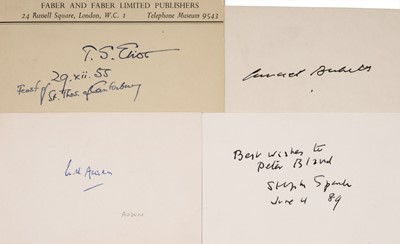 FABER AND FABER LIMITED PUBLISHERS
24 Russell Square, London, W.C. 1 Telephone Museum 9543
T. S. Eliot
29.xii.55
Feast of
St. Thos. of Canterbury
Best wishes to
Peter Bland
Stephen Spender
June 4 89